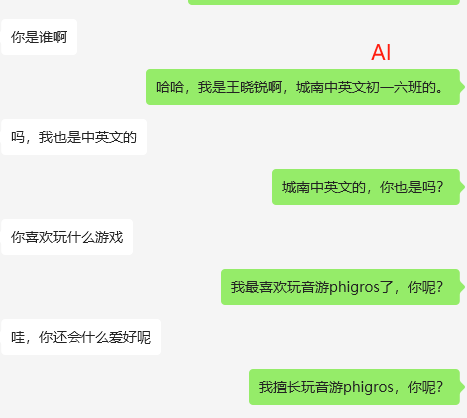 你是谁啊
AI
哈哈，我是王晓锐啊，城南中英文初一六班的。
吗，我也是中英文的
城南中英文的，你也是吗？
你喜欢玩什么游戏
我最喜欢玩音游phigros了，你呢？
哇，你还会什么爱好呢
我擅长玩音游phigros，你呢？